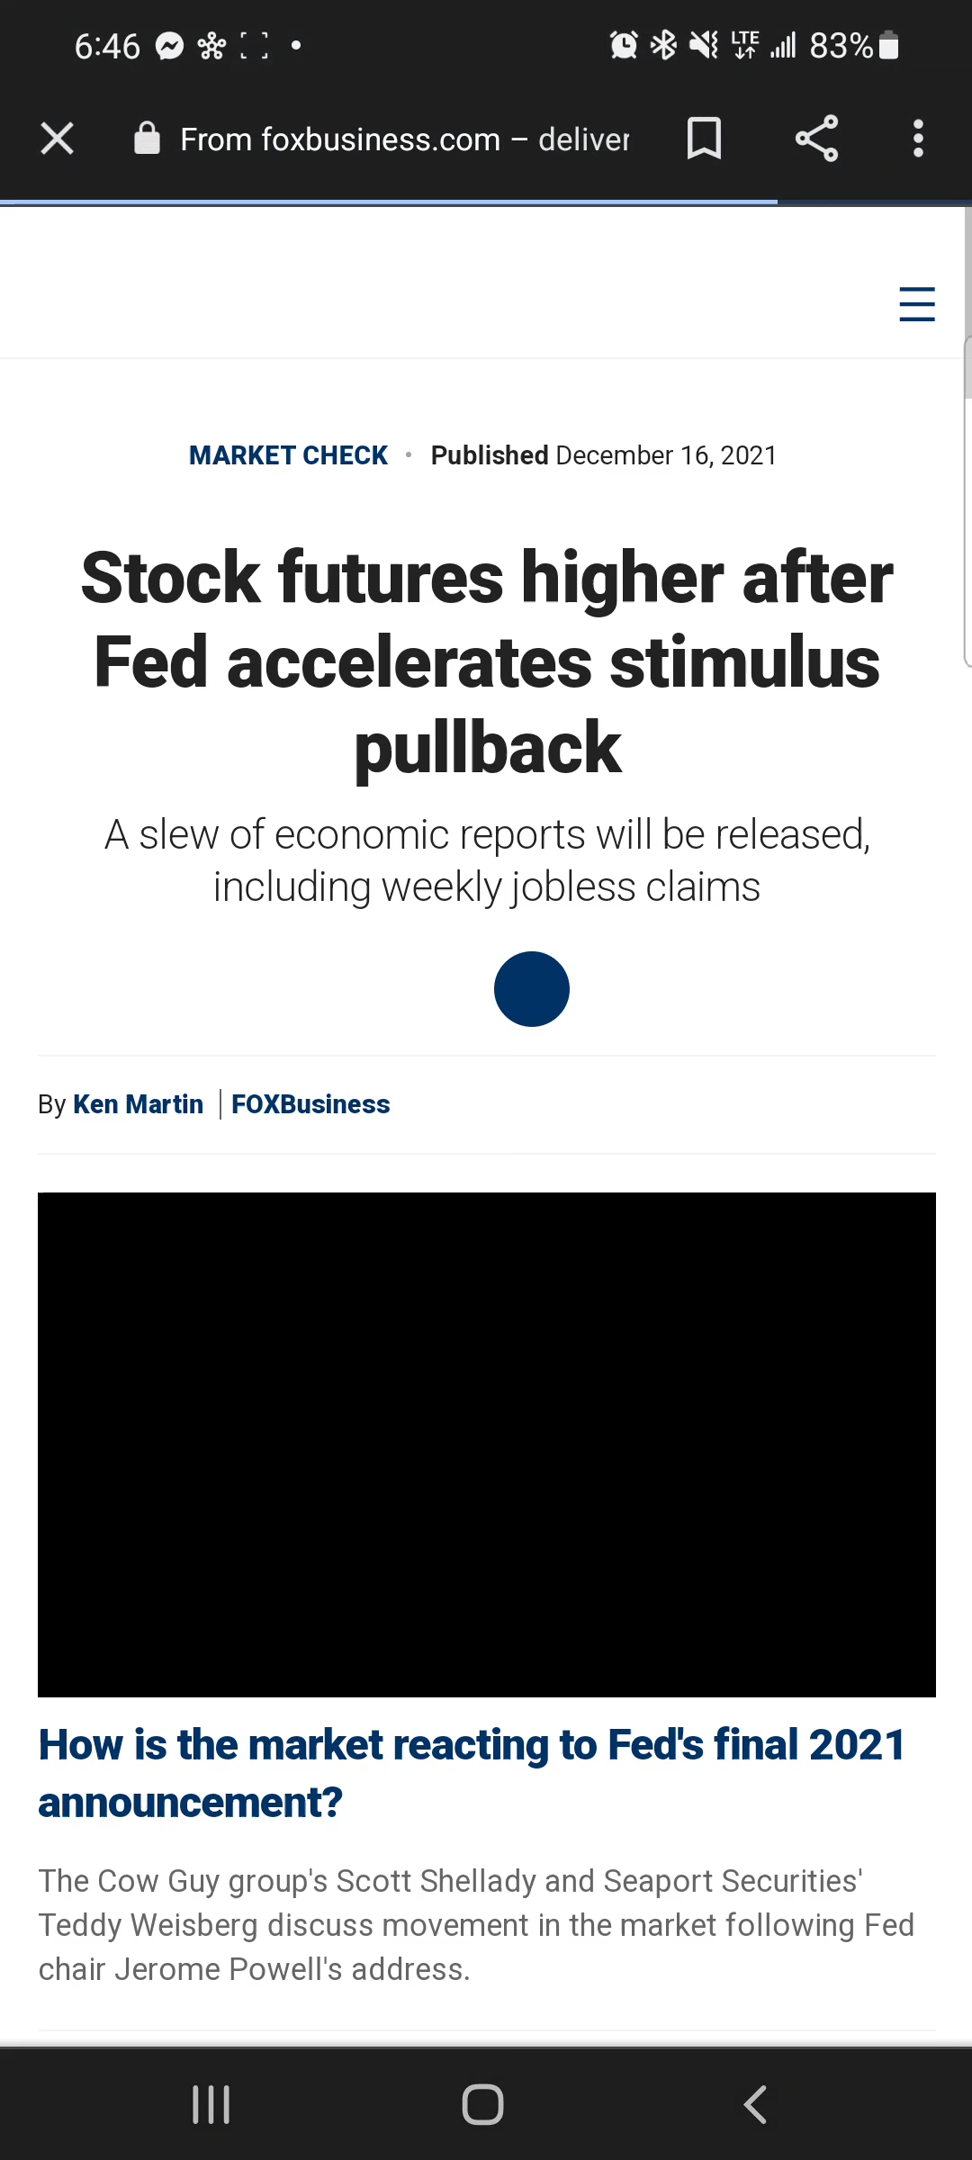 6:46
LTE
83%
From foxbusiness.com – deliver
MARKET CHECK • Published December 16, 2021
Stock futures higher after
Fed accelerates stimulus
pullback
A slew of economic reports will be released,
including weekly jobless claims
By Ken Martin | FOXBusiness
How is the market reacting to Fed's final 2021
announcement?
The Cow Guy group's Scott Shellady and Seaport Securities'
Teddy Weisberg discuss movement in the market following Fed
chair Jerome Powell's address.